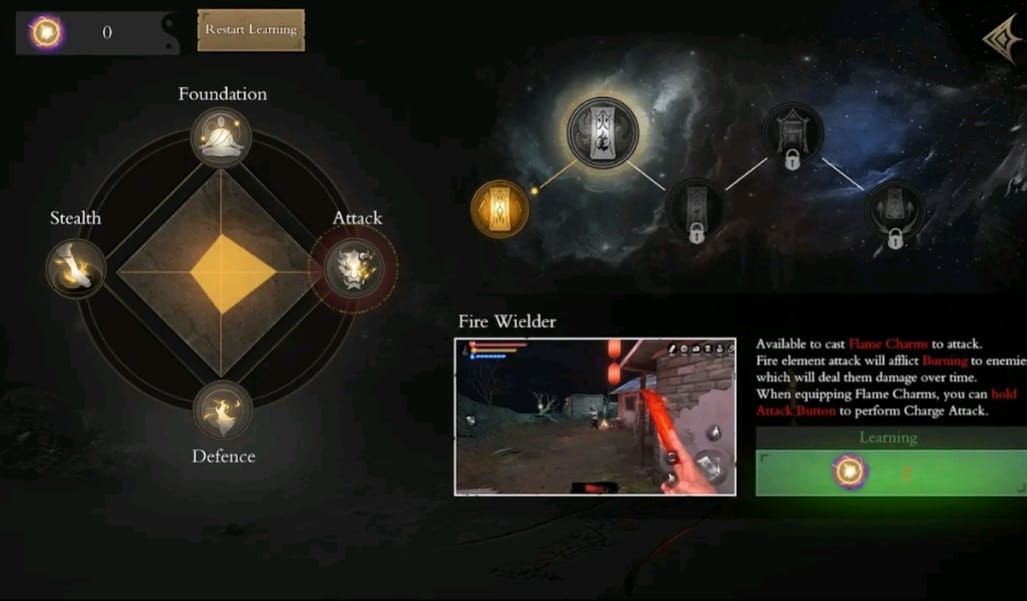 0
Restart Learning
Foundation
Stealth
Attack
Defence
Fire Wielder
Available to cast Flame Charms to attack.
Fire element attack will afflict Burning to enemie
which will deal them damage over time.
When equipping Flame Charms, you can hold
Attack Button to perform Charge Attack.
Learning